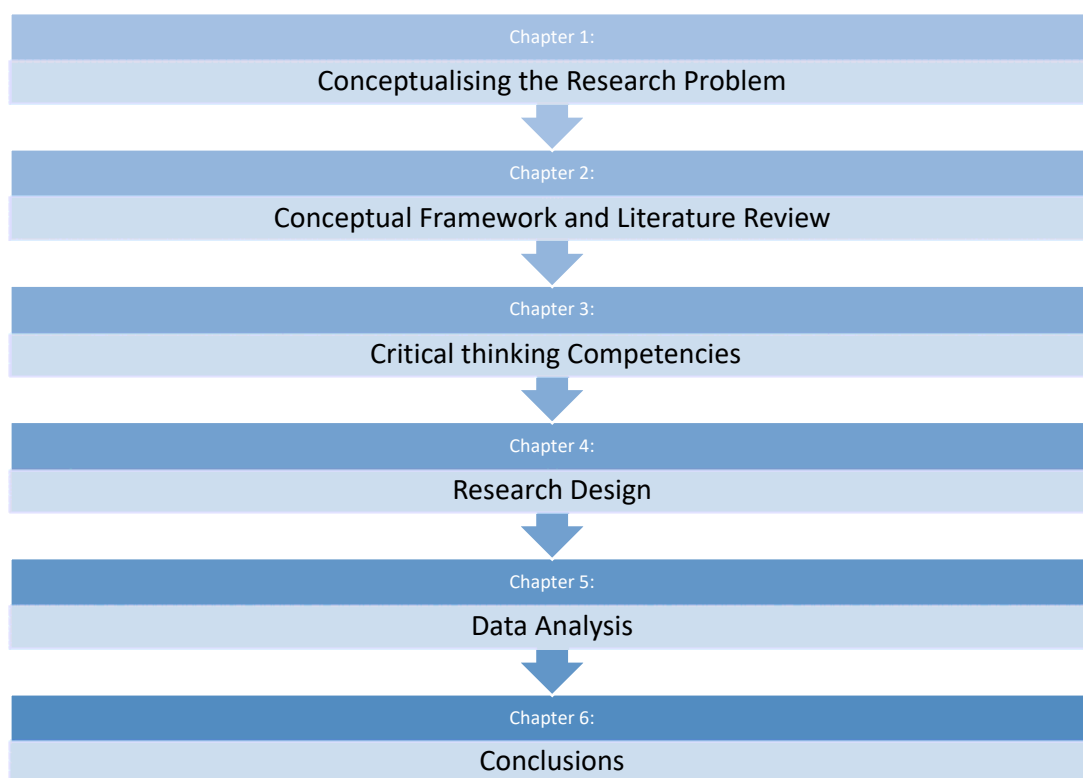 Chapter 1:
Conceptualising the Research Problem
Chapter 2:
Conceptual Framework and Literature Review
Chapter 3:
Critical thinking Competencies
Chapter 4:
Research Design
Chapter 5:
Data Analysis
Chapter 6:
Conclusions